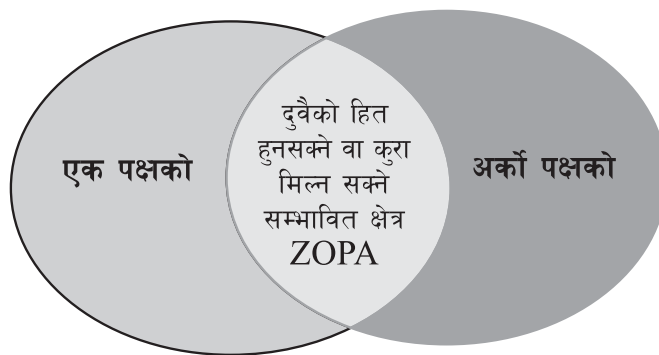 एक पक्षको
दुवैको हित
हुनसक्ने वा कुरा
मिल्न सक्ने
सम्भावित क्षेत्र
ZOPA
अर्को पक्षको